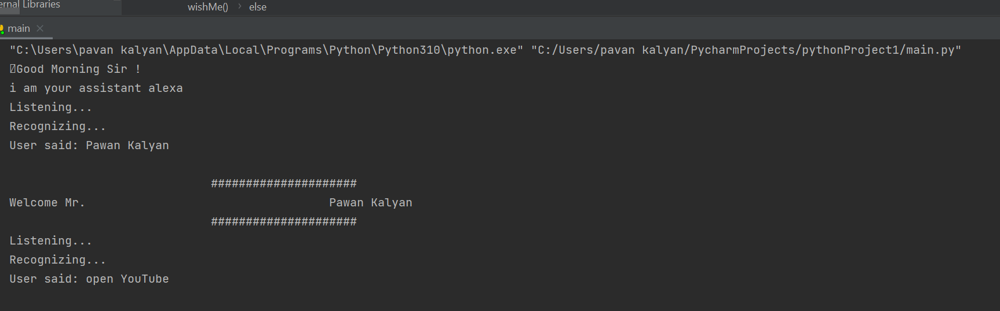 ernal Libraries
wishMe() › else
main ×
"C:\Users\pavan kalyan\AppData\Local\Programs\Python\Python310\python.exe" "C:/Users/pavan kalyan/PycharmProjects/pythonProject1/main.py"
Good Morning Sir !
i am your assistant alexa
Listening...
Recognizing...
User said: Pawan Kalyan
#####################
Welcome Mr. Pawan Kalyan
#####################
Listening...
Recognizing...
User said: open YouTube